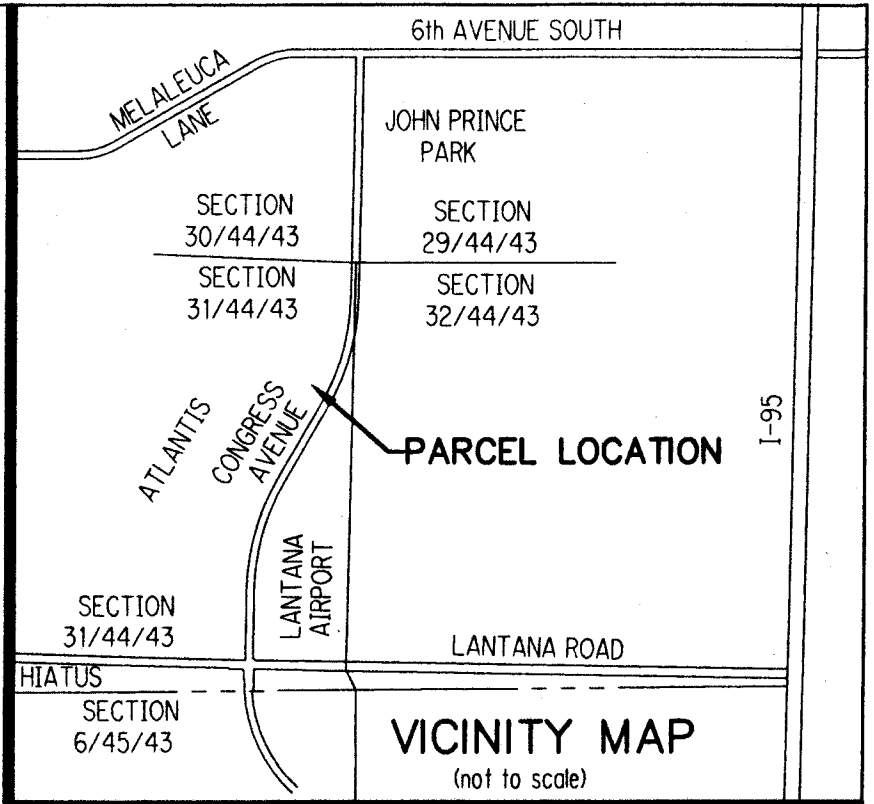 6th AVENUE SOUTH
MELALEUCA
LANE
JOHN PRINCE
PARK
SECTION
30/44/43
SECTION
29/44/43
SECTION
31/44/43
SECTION
32/44/43
ATLANTIS
CONGRESS
AVENUE
PARCEL LOCATION
I-95
LANTANA
AIRPORT
SECTION
31/44/43
LANTANA ROAD
HIATUS
SECTION
6/45/43
VICINITY MAP
(not to scale)